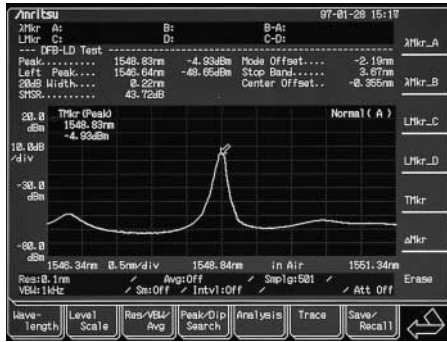 Anritsu 97-01-28 15:17
λMkr A: B: B-A:
LMkr C: D: C-D:
--- DFB-LD Test ---
Peak........ 1548.83nm -4.93dBm Mode Offset.... -2.19nm
Left Peak.... 1546.64nm -48.65dBm Stop Band...... 3.67nm
20dB Width.... 0.22nm Center Offset.. -0.355nm
SMSR......... 43.72dB
20.0 TMkr(Peak) Normal(A)
dBm 1548.83nm
-4.93dBm
10.0dB
/div
-30.0
dBm
-80.0
dBm
1546.34nm 0.5nm/div 1548.84nm in Air 1551.34nm
Res:0.1nm / Avg:Off / Smplg:501 /
VBW:1kHz / Sm:Off / Intvl:Off / / Att Off
λMkr_A
λMkr_B
LMkr_C
LMkr_D
TMkr
ΔMkr
Erase
Wave- Level Res/VBW/ Peak/Dip Analysis Trace Save/
length Scale Avg Search Recall